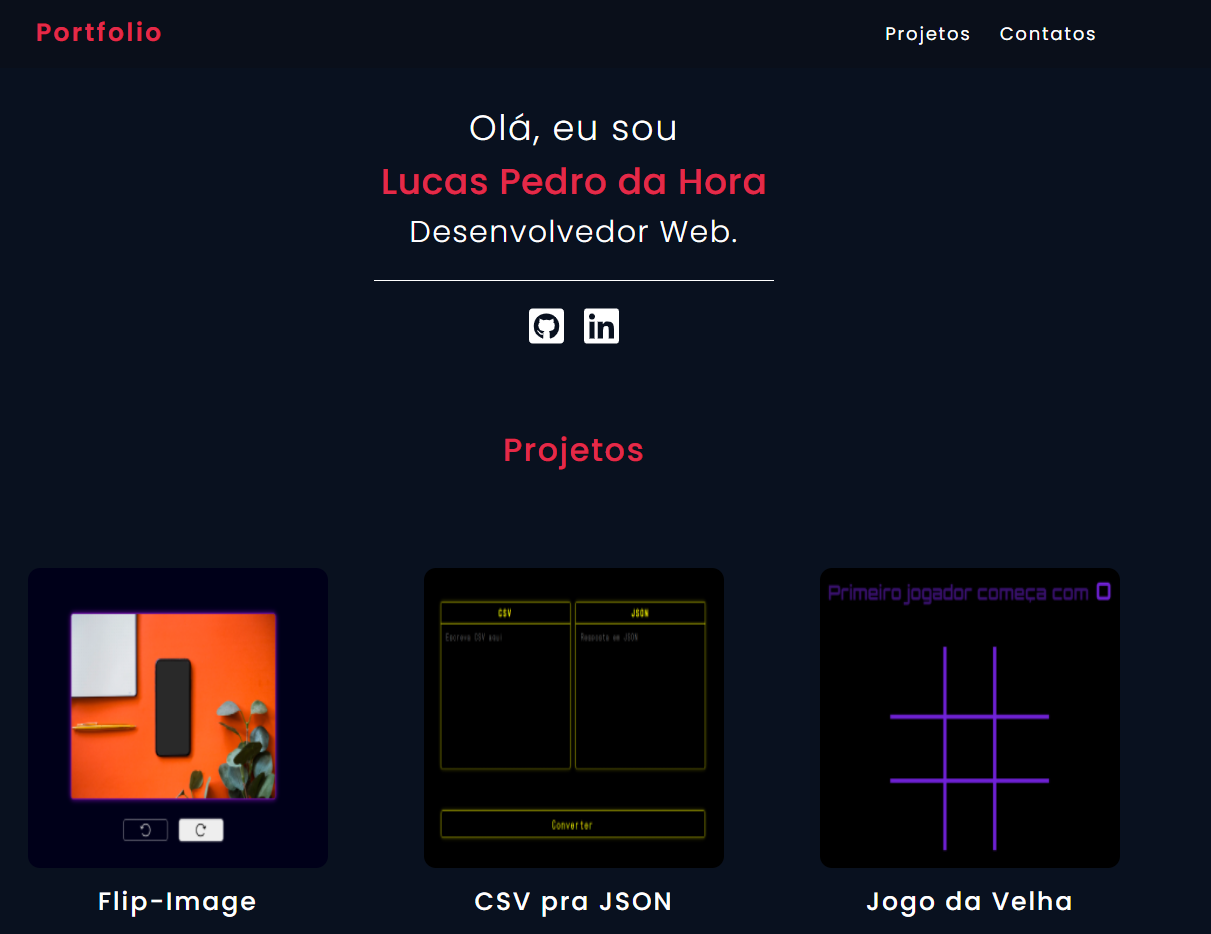 Portfolio
Projetos Contatos
Olá, eu sou
Lucas Pedro da Hora
Desenvolvedor Web.
in
Projetos
CSV JSON
Escreva CSV aqui Resposta em JSON
Converter
Primeiro jogador começa com O
Flip-Image CSV pra JSON Jogo da Velha